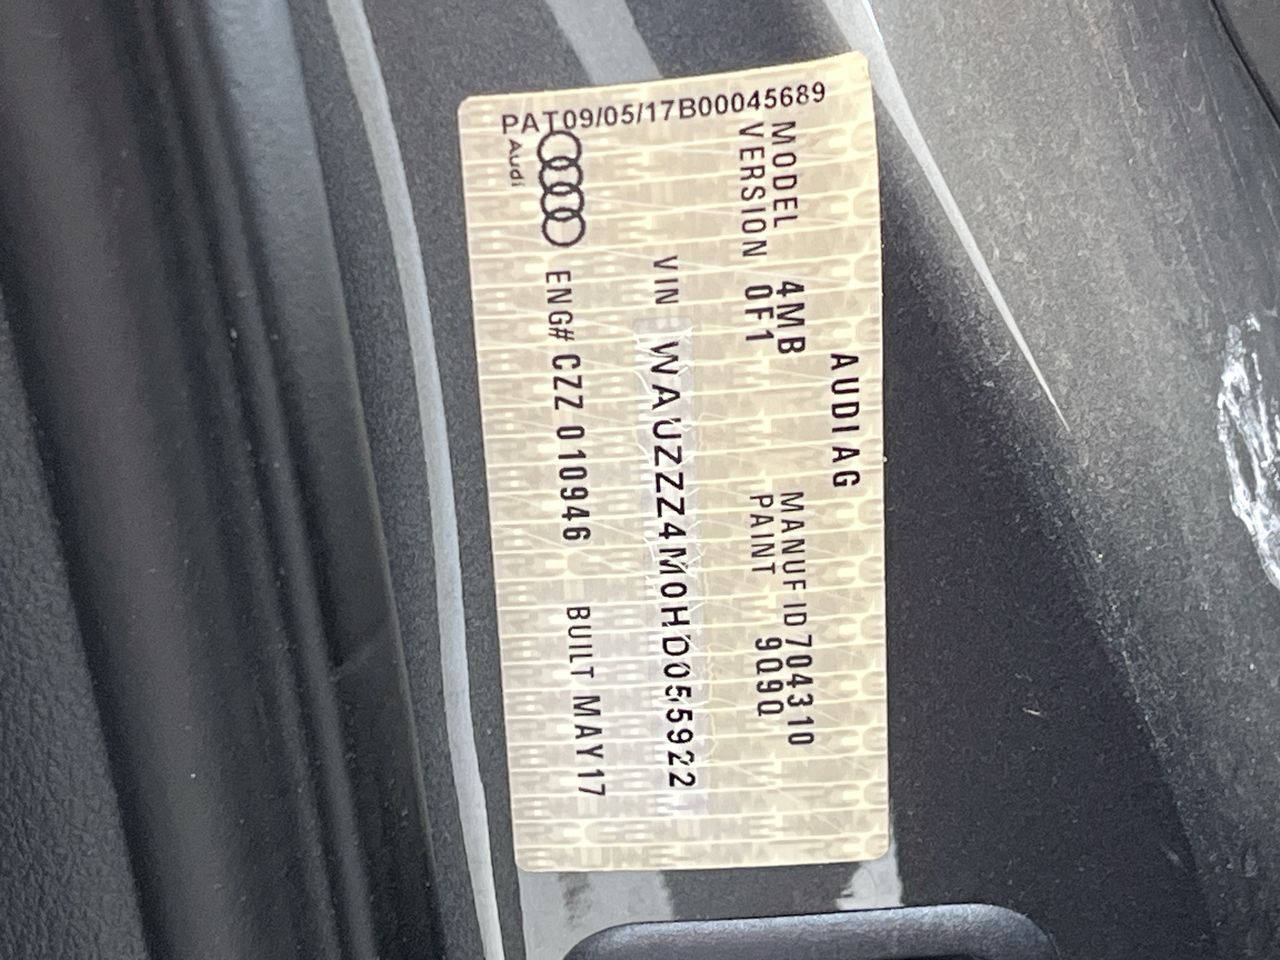 AUDI AG
MODEL 4MB MANUF ID 704310
VERSION 0F1 PAINT 9Q9Q
VIN WAUZZZ4M0HD055922
ENG# CZZ 010946 BUILT MAY17
Audi
PAT09/05/17B00045689